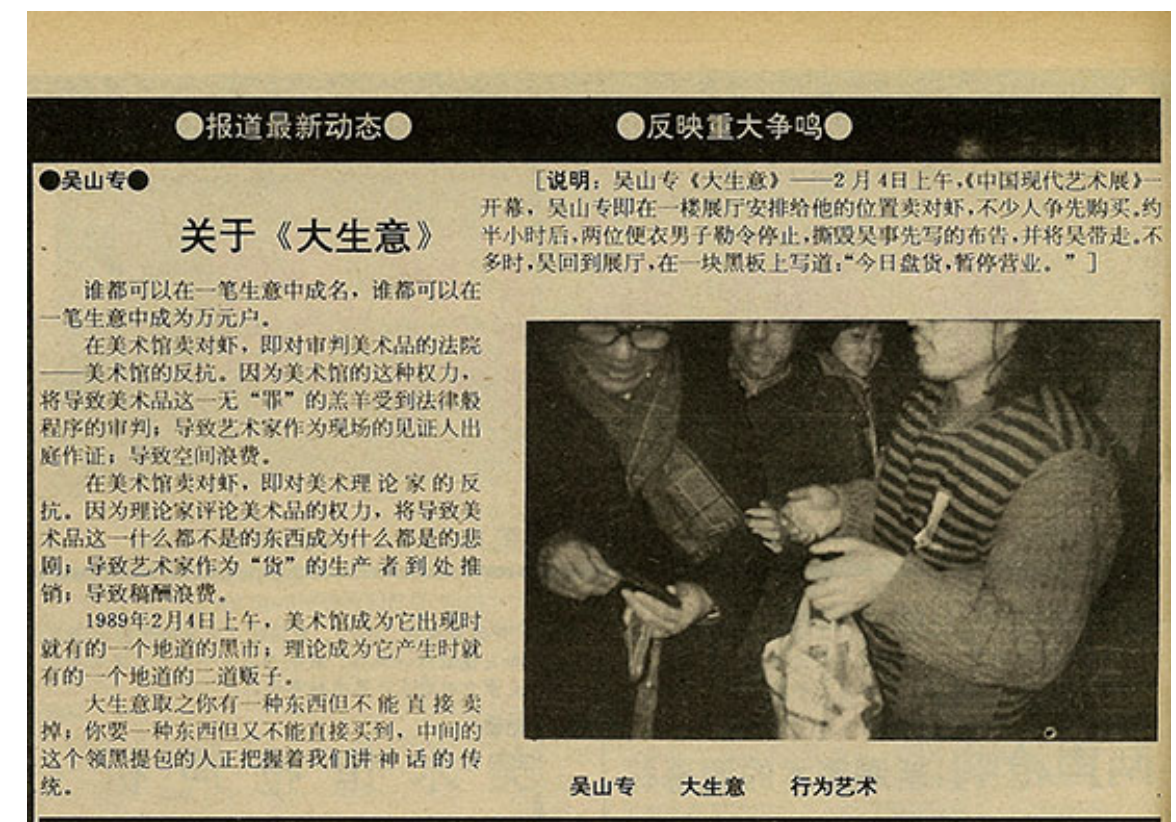 ●报道最新动态●
●反映重大争鸣●
●吴山专●
关于《大生意》
谁都可以在一笔生意中成名，谁都可以在
一笔生意中成为万元户。
在美术馆卖对虾，即对审判美术品的法院
——美术馆的反抗。因为美术馆的这种权力，
将导致美术品这一无“罪”的羔羊受到法律般
程序的审判；导致艺术家作为现场的见证人出
庭作证；导致空间浪费。
在美术馆卖对虾，即对美术理论家的反
抗。因为理论家评论美术品的权力，将导致美
术品这一什么都不是的东西成为什么都是的悲
剧；导致艺术家作为“货”的生产者到处推
销；导致稿酬浪费。
1989年2月4日上午，美术馆成为它出现时
就有的一个地道的黑市；理论成为它产生时就
有的一个地道的二道贩子。
大生意取之你有一种东西但不能直接卖
掉；你要一种东西但又不能直接买到，中间的
这个领黑提包的人正把握着我们讲神话的传
统。
［说明：吴山专《大生意》——2月4日上午，《中国现代艺术展》一
开幕，吴山专即在一楼展厅安排给他的位置卖对虾，不少人争先购买。约
半小时后，两位便衣男子勒令停止，撕毁吴事先写的布告，并将吴带走。不
多时，吴回到展厅，在一块黑板上写道：“今日盘货，暂停营业。”］
吴山专 大生意 行为艺术